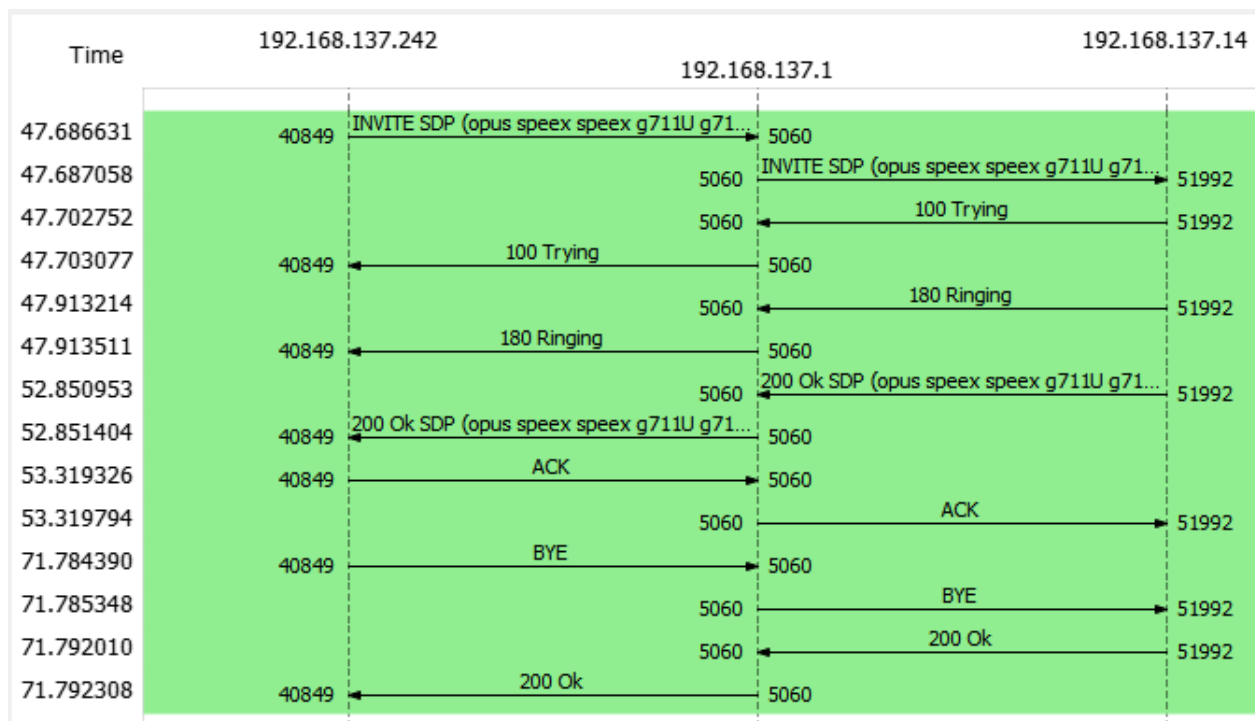 192.168.137.242 192.168.137.14
Time
192.168.137.1
47.686631 40849 INVITE SDP (opus speex speex g711U g71... 5060
47.687058 5060 INVITE SDP (opus speex speex g711U g71... 51992
47.702752 5060 100 Trying 51992
47.703077 40849 100 Trying 5060
47.913214 5060 180 Ringing 51992
47.913511 40849 180 Ringing 5060
52.850953 5060 200 Ok SDP (opus speex speex g711U g71... 51992
52.851404 40849 200 Ok SDP (opus speex speex g711U g71... 5060
53.319326 40849 ACK 5060
53.319794 5060 ACK 51992
71.784390 40849 BYE 5060
71.785348 5060 BYE 51992
71.792010 5060 200 Ok 51992
71.792308 40849 200 Ok 5060